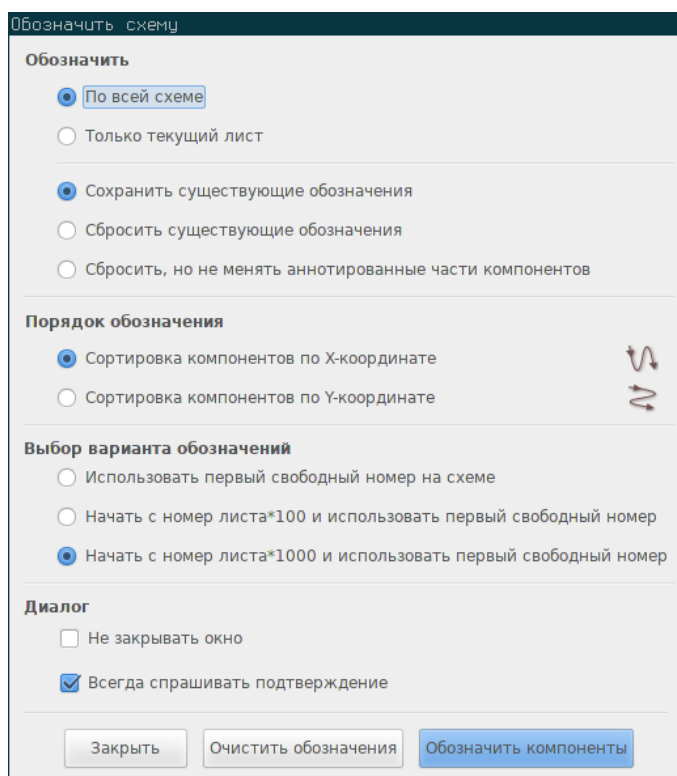 Обозначить схему
Обозначить
По всей схеме
Только текущий лист
Сохранить существующие обозначения
Сбросить существующие обозначения
Сбросить, но не менять аннотированные части компонентов
Порядок обозначения
Сортировка компонентов по X-координате
Сортировка компонентов по Y-координате
Выбор варианта обозначений
Использовать первый свободный номер на схеме
Начать с номер листа*100 и использовать первый свободный номер
Начать с номер листа*1000 и использовать первый свободный номер
Диалог
Не закрывать окно
Всегда спрашивать подтверждение
Закрыть Очистить обозначения Обозначить компоненты